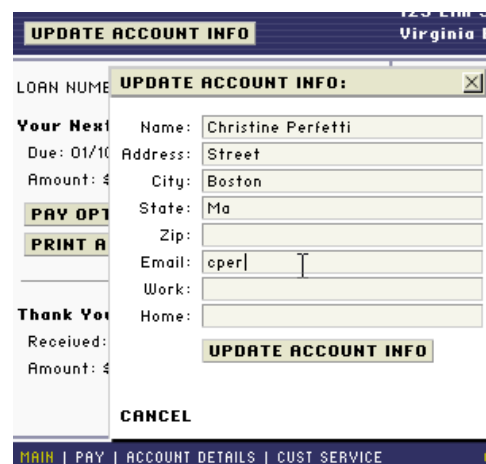 UPDATE ACCOUNT INFO
Virginia
LOAN NUME
UPDATE ACCOUNT INFO:
Your Next
Name: Christine Perfetti
Due: 01/10
Address: Street
Amount: $
City: Boston
PAY OPT
State: Ma
Zip:
PRINT A
Email: cper
Work:
Thank You
Home:
Received:
UPDATE ACCOUNT INFO
Amount: $
CANCEL
MAIN | PAY | ACCOUNT DETAILS | CUST SERVICE